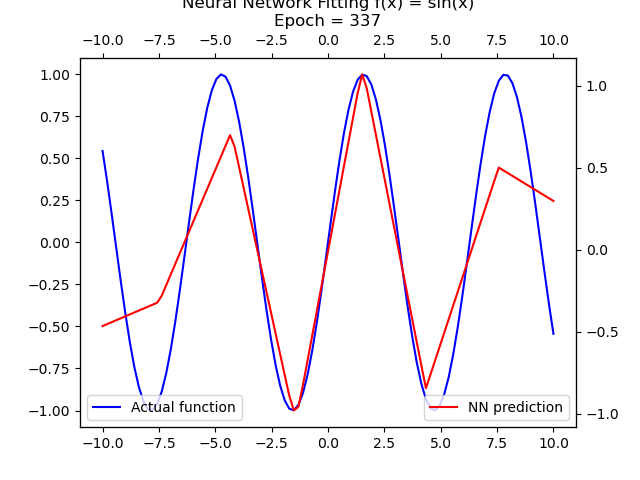 Neural Network Fitting f(x) = sin(x)
Epoch = 337
−10.0 −7.5 −5.0 −2.5 0.0 2.5 5.0 7.5 10.0
1.00
0.75
0.50
0.25
0.00
−0.25
−0.50
−0.75
−1.00
1.0
0.5
0.0
−0.5
−1.0
Actual function
NN prediction
−10.0 −7.5 −5.0 −2.5 0.0 2.5 5.0 7.5 10.0